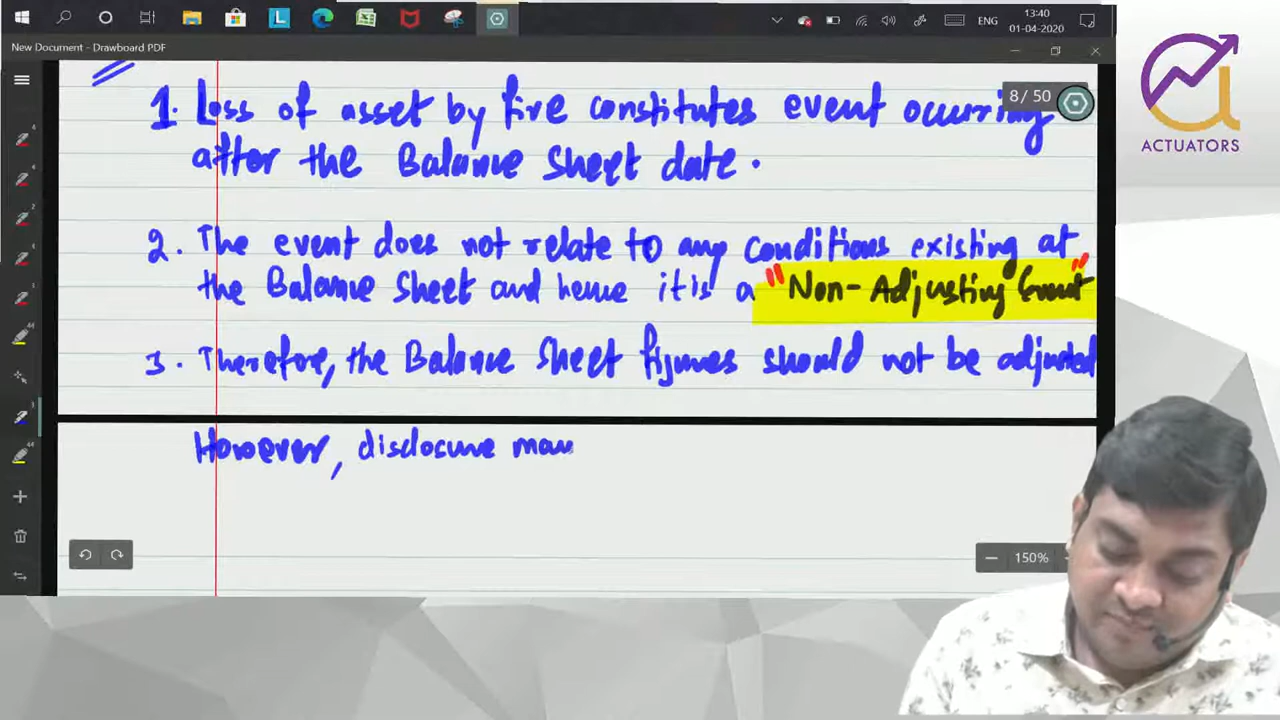 13:40
ENG
01-04-2020
New Document - Drawboard PDF
8 / 50
ACTUATORS
1. Loss of asset by fire constitutes event ocurring
after the Balance sheet date.
2. The event does not relate to any conditions existing at
the Balance sheet and hence it is a "Non-Adjusting Event"
3. Therefore, the Balance sheet figures should not be adjusted
However, disclosure may
150%